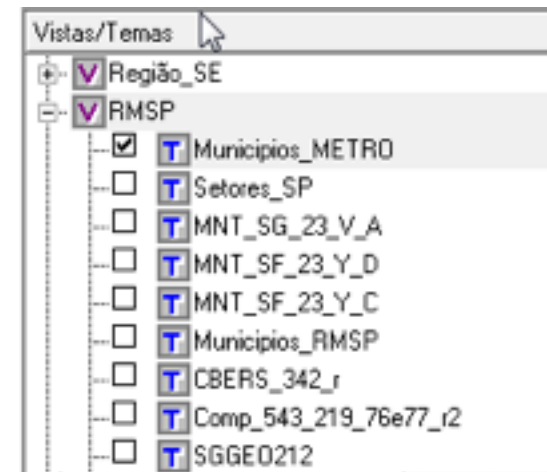 Vistas/Temas
V Região_SE
V RMSP
T Municipios_METRO
T Setores_SP
T MNT_SG_23_V_A
T MNT_SF_23_Y_D
T MNT_SF_23_Y_C
T Municipios_RMSP
T CBERS_342_r
T Comp_543_219_76e77_r2
T SGGEO212